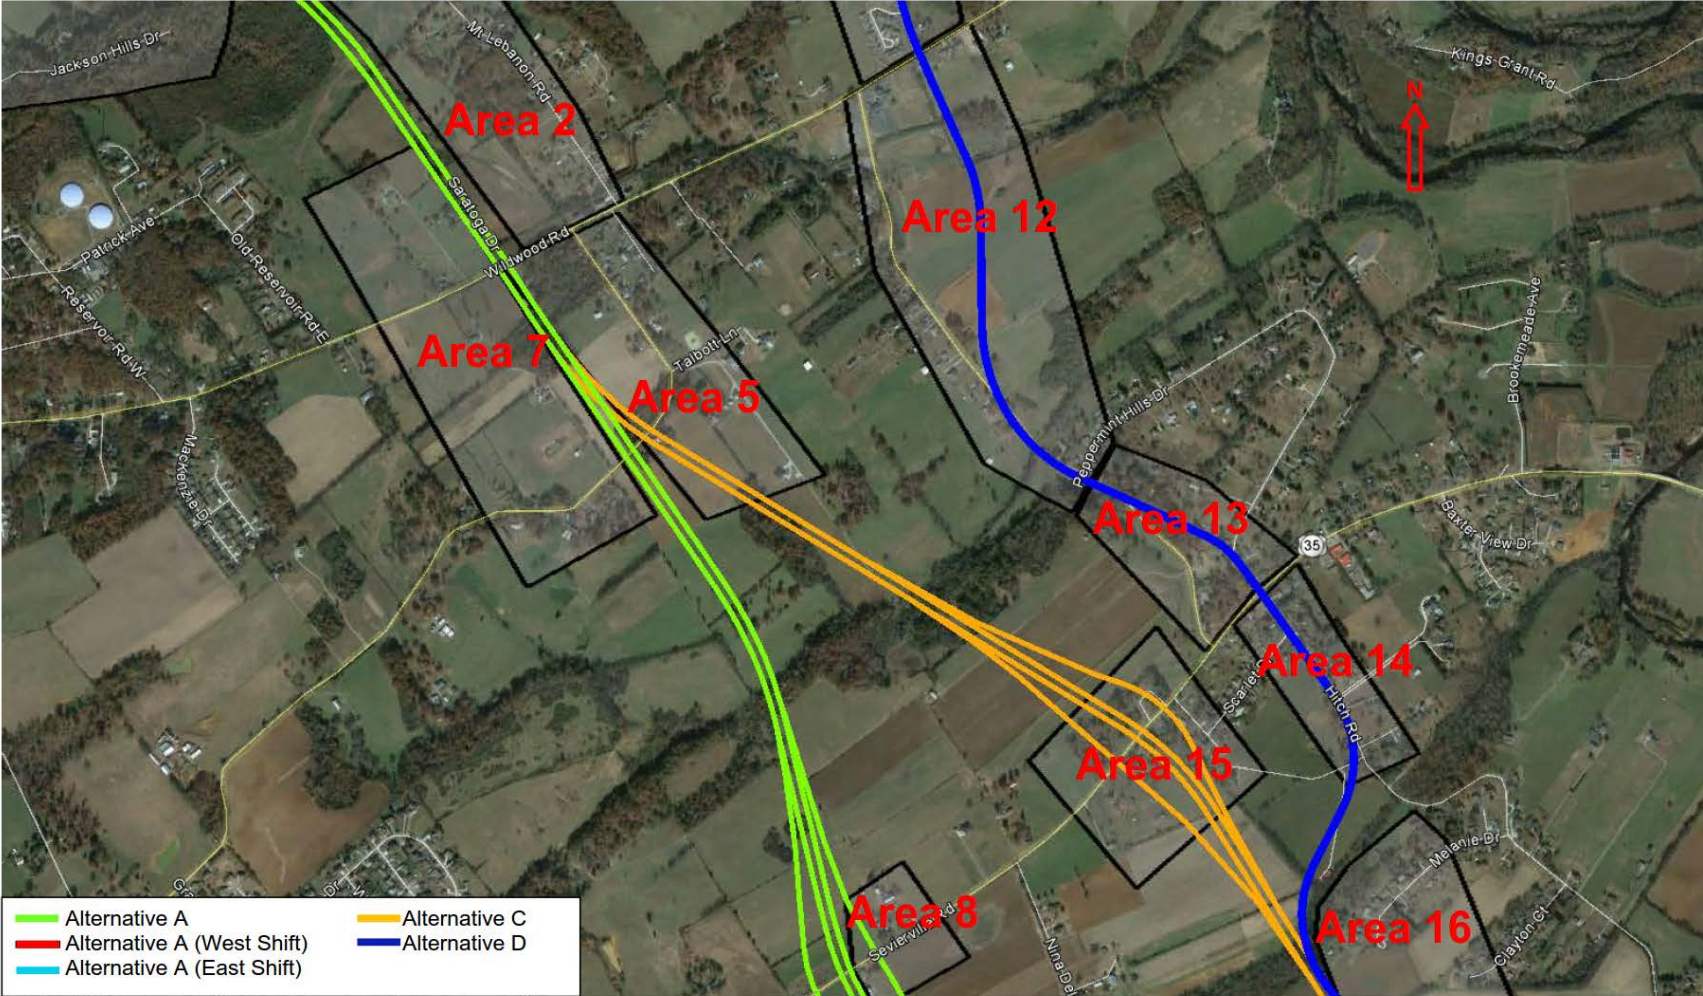 Jackson Hills Dr
Mt Lebanon Rd
Kings Grant Rd
N
Area 2
Saratoga Dr
Patrick Ave
Old Reservoir Rd E
Wildwood Rd
Area 12
Reservoir Rd W
Brookemeade Ave
Area 7
Talbott Ln
Area 5
Peppermint Hills Dr
Mackenzie Dr
Area 13
35
Baxter View Dr
Area 14
Hitch Rd
Area 15
Melanie Dr
Area 8
Sevierville Rd
Area 16
Clayton Ct
Dr
Alternative A
Alternative A (West Shift)
Alternative A (East Shift)
Alternative C
Alternative D